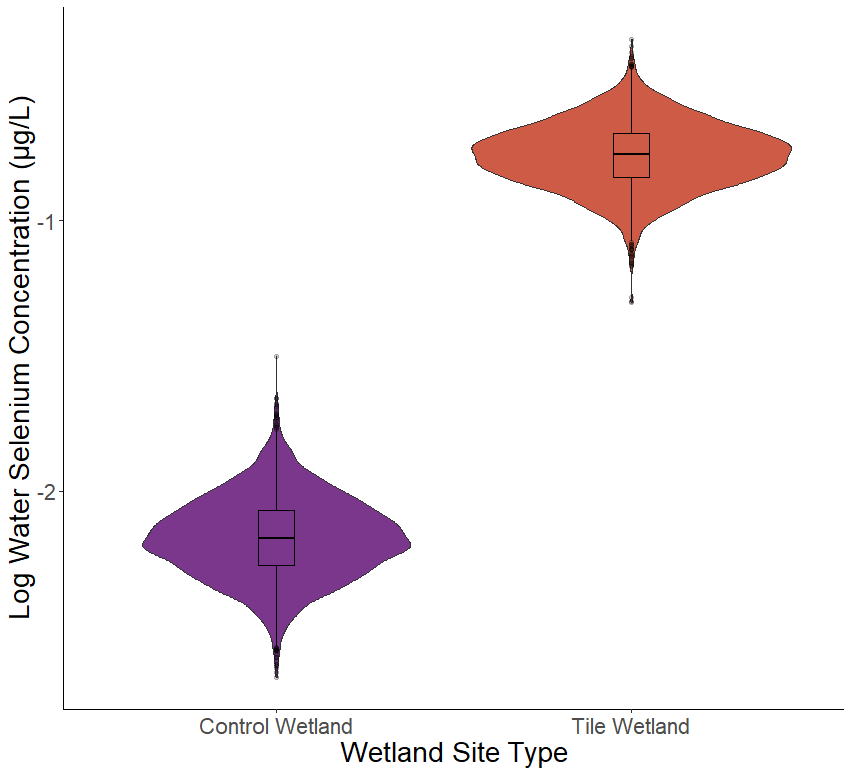 Log Water Selenium Concentration (µg/L)
-1
-2
Control Wetland
Tile Wetland
Wetland Site Type